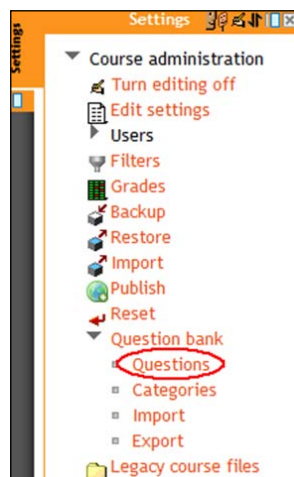 Settings
Settings
Course administration
Turn editing off
Edit settings
Users
Filters
Grades
Backup
Restore
Import
Publish
Reset
Question bank
Questions
Categories
Import
Export
Legacy course files